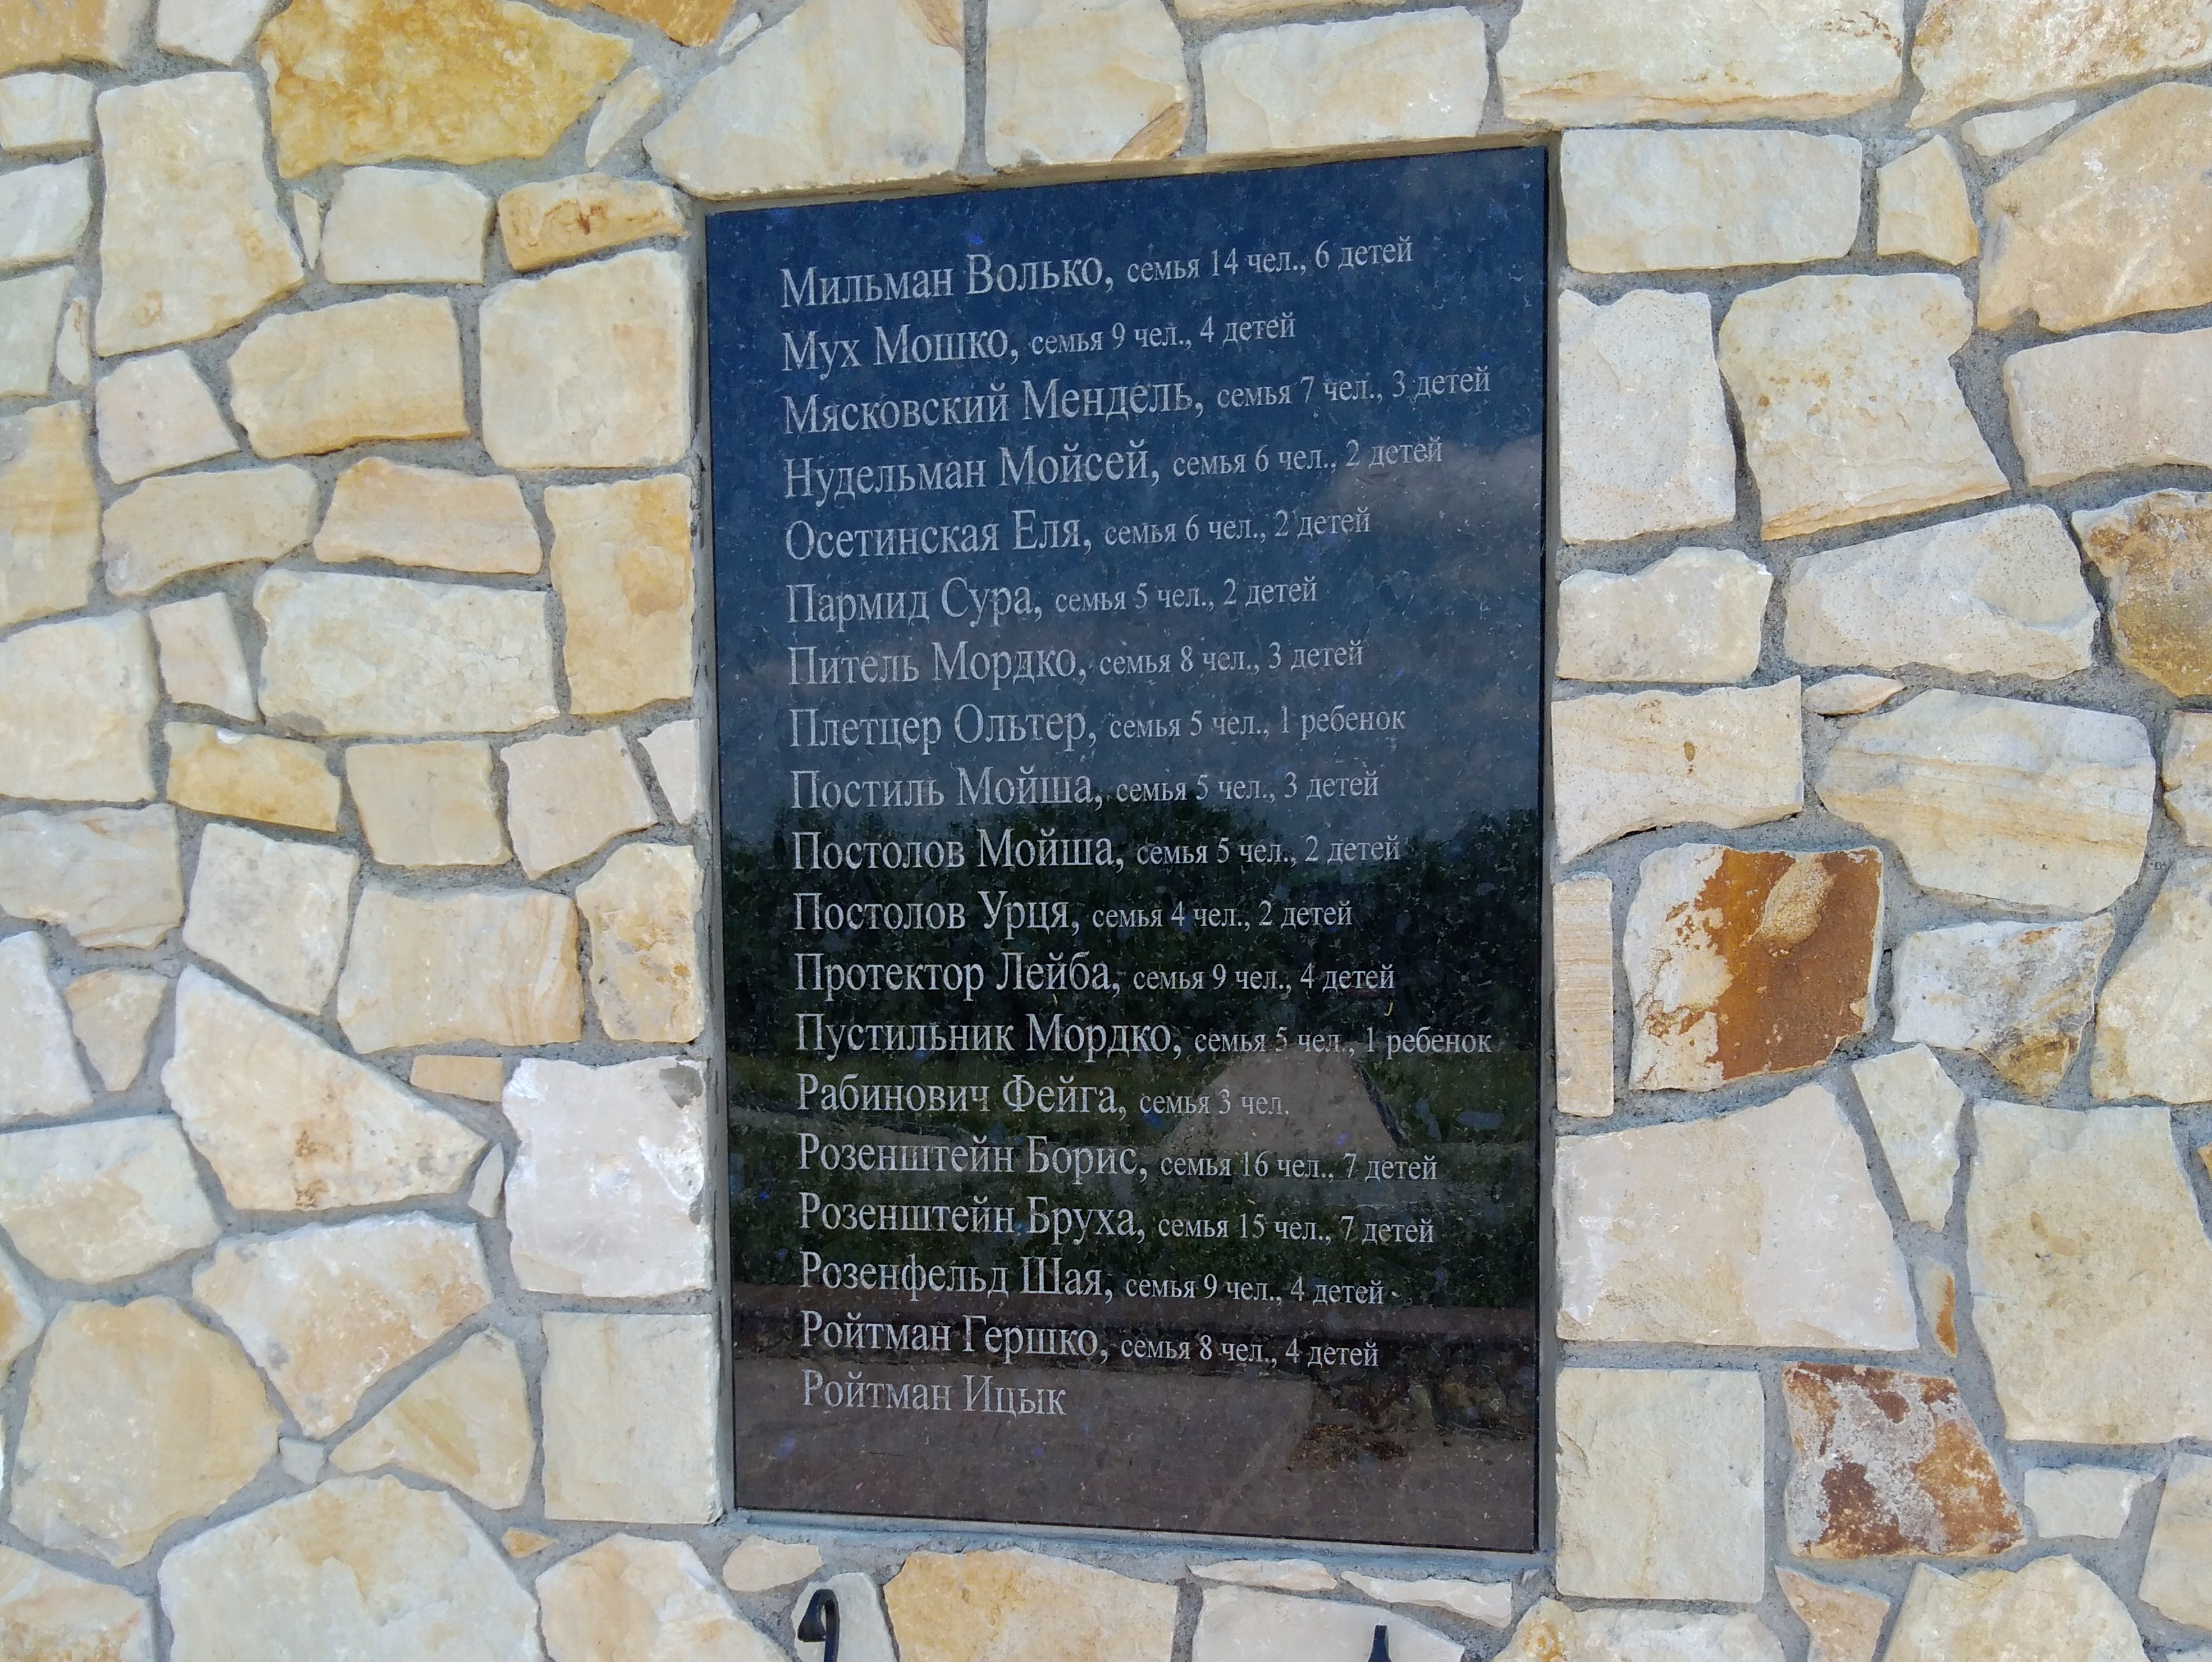 Мильман Волько, семья 14 чел., 6 детей
Мух Мошко, семья 9 чел., 4 детей
Мясковский Мендель, семья 7 чел., 3 детей
Нудельман Мойсей, семья 6 чел., 2 детей
Осетинская Еля, семья 6 чел., 2 детей
Пармид Сура, семья 5 чел., 2 детей
Питель Мордко, семья 8 чел., 3 детей
Плетцер Ольтер, семья 5 чел., 1 ребенок
Постиль Мойша, семья 5 чел., 3 детей
Постолов Мойша, семья 5 чел., 2 детей
Постолов Урця, семья 4 чел., 2 детей
Протектор Лейба, семья 9 чел., 4 детей
Пустильник Мордко, семья 5 чел., 1 ребенок
Рабинович Фейга, семья 3 чел.
Розенштейн Борис, семья 16 чел., 7 детей
Розенштейн Бруха, семья 15 чел., 7 детей
Розенфельд Шая, семья 9 чел., 4 детей
Ройтман Гершко, семья 8 чел., 4 детей
Ройтман Ицык